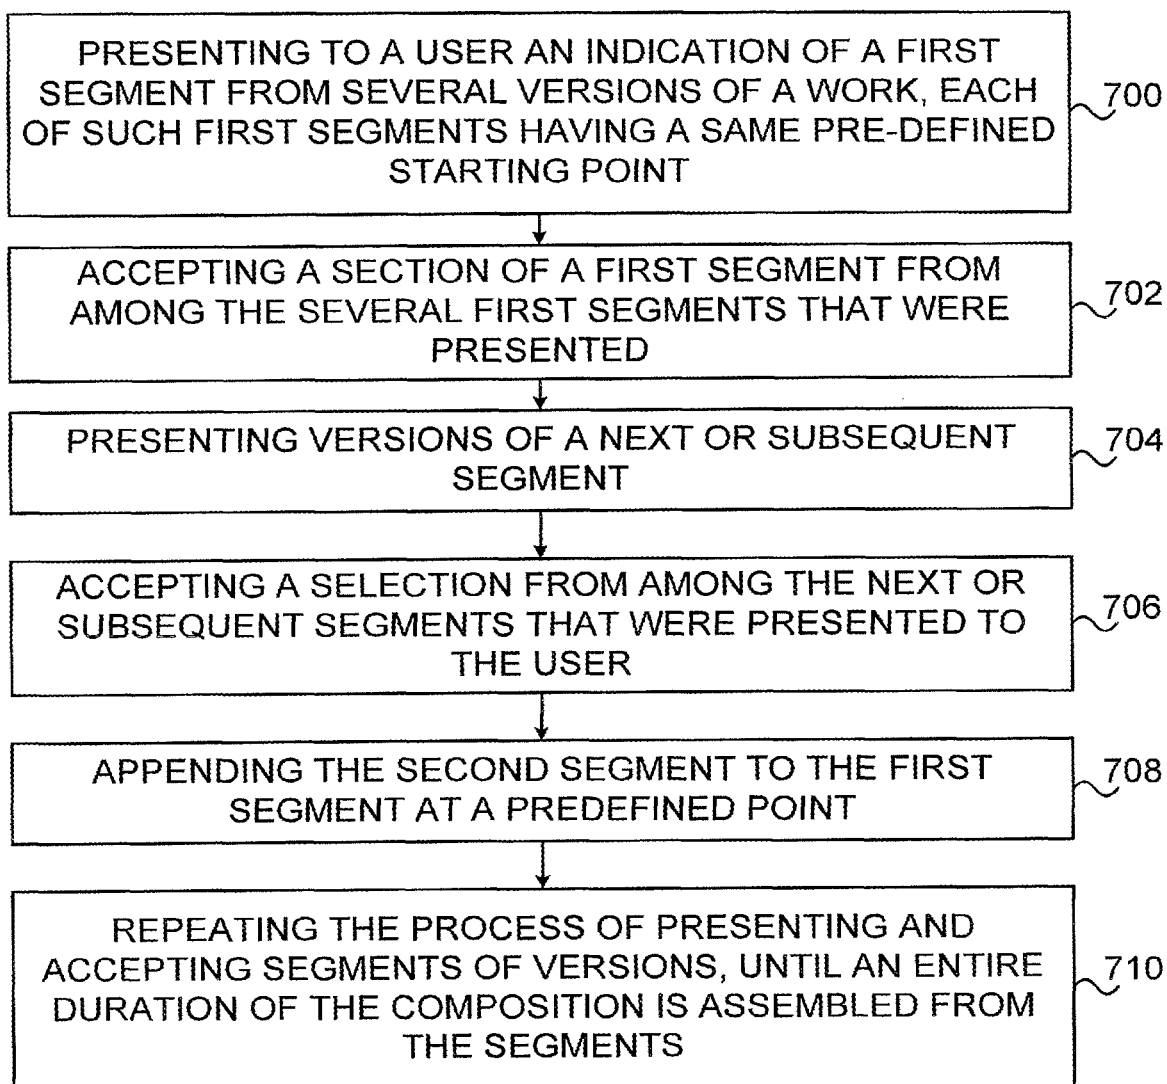 PRESENTING TO A USER AN INDICATION OF A FIRST
SEGMENT FROM SEVERAL VERSIONS OF A WORK, EACH
OF SUCH FIRST SEGMENTS HAVING A SAME PRE-DEFINED
STARTING POINT
700
ACCEPTING A SECTION OF A FIRST SEGMENT FROM
AMONG THE SEVERAL FIRST SEGMENTS THAT WERE
PRESENTED
702
PRESENTING VERSIONS OF A NEXT OR SUBSEQUENT
SEGMENT
704
ACCEPTING A SELECTION FROM AMONG THE NEXT OR
SUBSEQUENT SEGMENTS THAT WERE PRESENTED TO
THE USER
706
APPENDING THE SECOND SEGMENT TO THE FIRST
SEGMENT AT A PREDEFINED POINT
708
REPEATING THE PROCESS OF PRESENTING AND
ACCEPTING SEGMENTS OF VERSIONS, UNTIL AN ENTIRE
DURATION OF THE COMPOSITION IS ASSEMBLED FROM
THE SEGMENTS
710